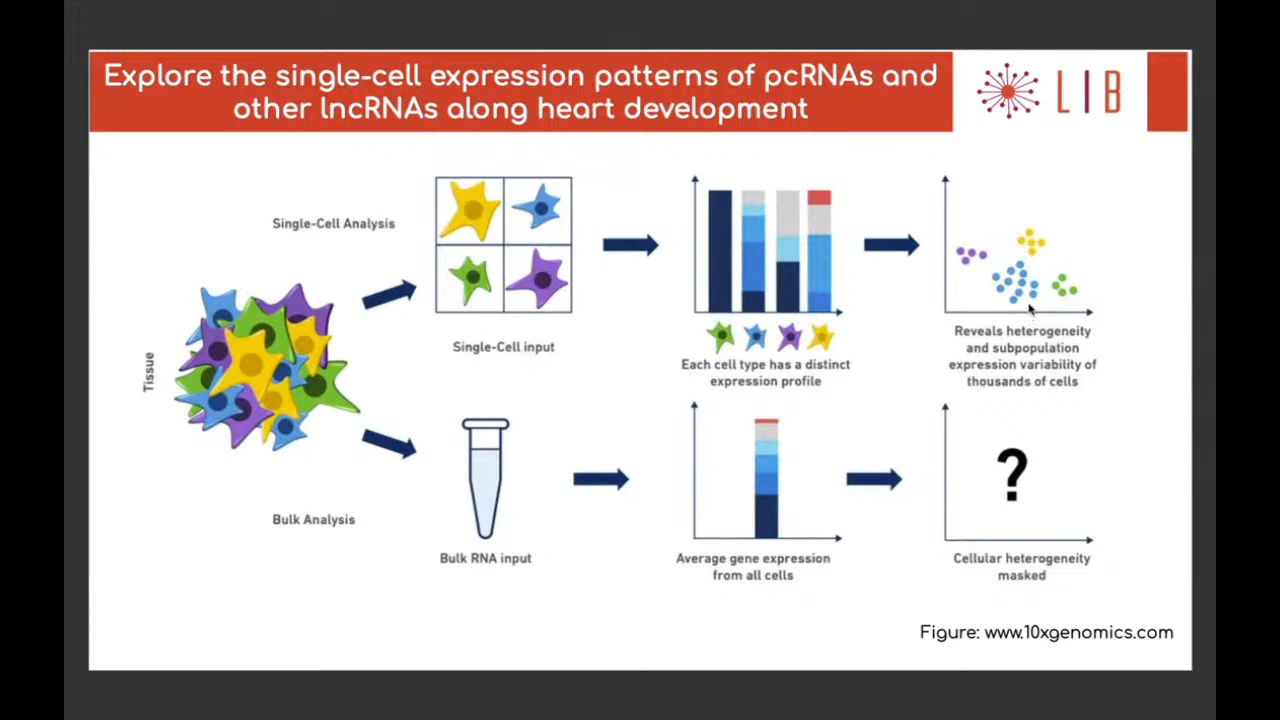 Explore the single-cell expression patterns of pcRNAs and
other lncRNAs along heart development
LIB
Single-Cell Analysis
Single-Cell input
Each cell type has a distinct
expression profile
Reveals heterogeneity
and subpopulation
expression variability of
thousands of cells
Tissue
Bulk Analysis
Bulk RNA input
Average gene expression
from all cells
?
Cellular heterogeneity
masked
Figure: www.10xgenomics.com